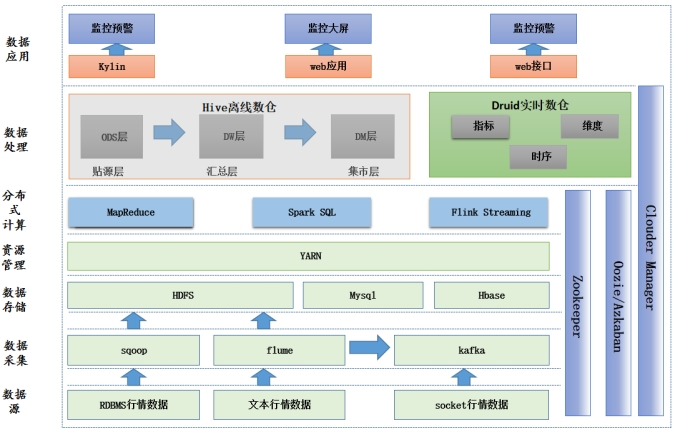 数据
应用
监控预警
监控大屏
监控预警
Kylin
web应用
web接口
数据
处理
Hive离线数仓
ODS层
DW层
DM层
贴源层
汇总层
集市层
Druid实时数仓
指标
维度
时序
分布
式
计算
MapReduce
Spark SQL
Flink Streaming
资源
管理
YARN
数据
存储
HDFS
Mysql
Hbase
数据
采集
sqoop
flume
kafka
数据
源
RDBMS行情数据
文本行情数据
socket行情数据
Zookeeper
Oozie/Azkaban
Clouder Manager